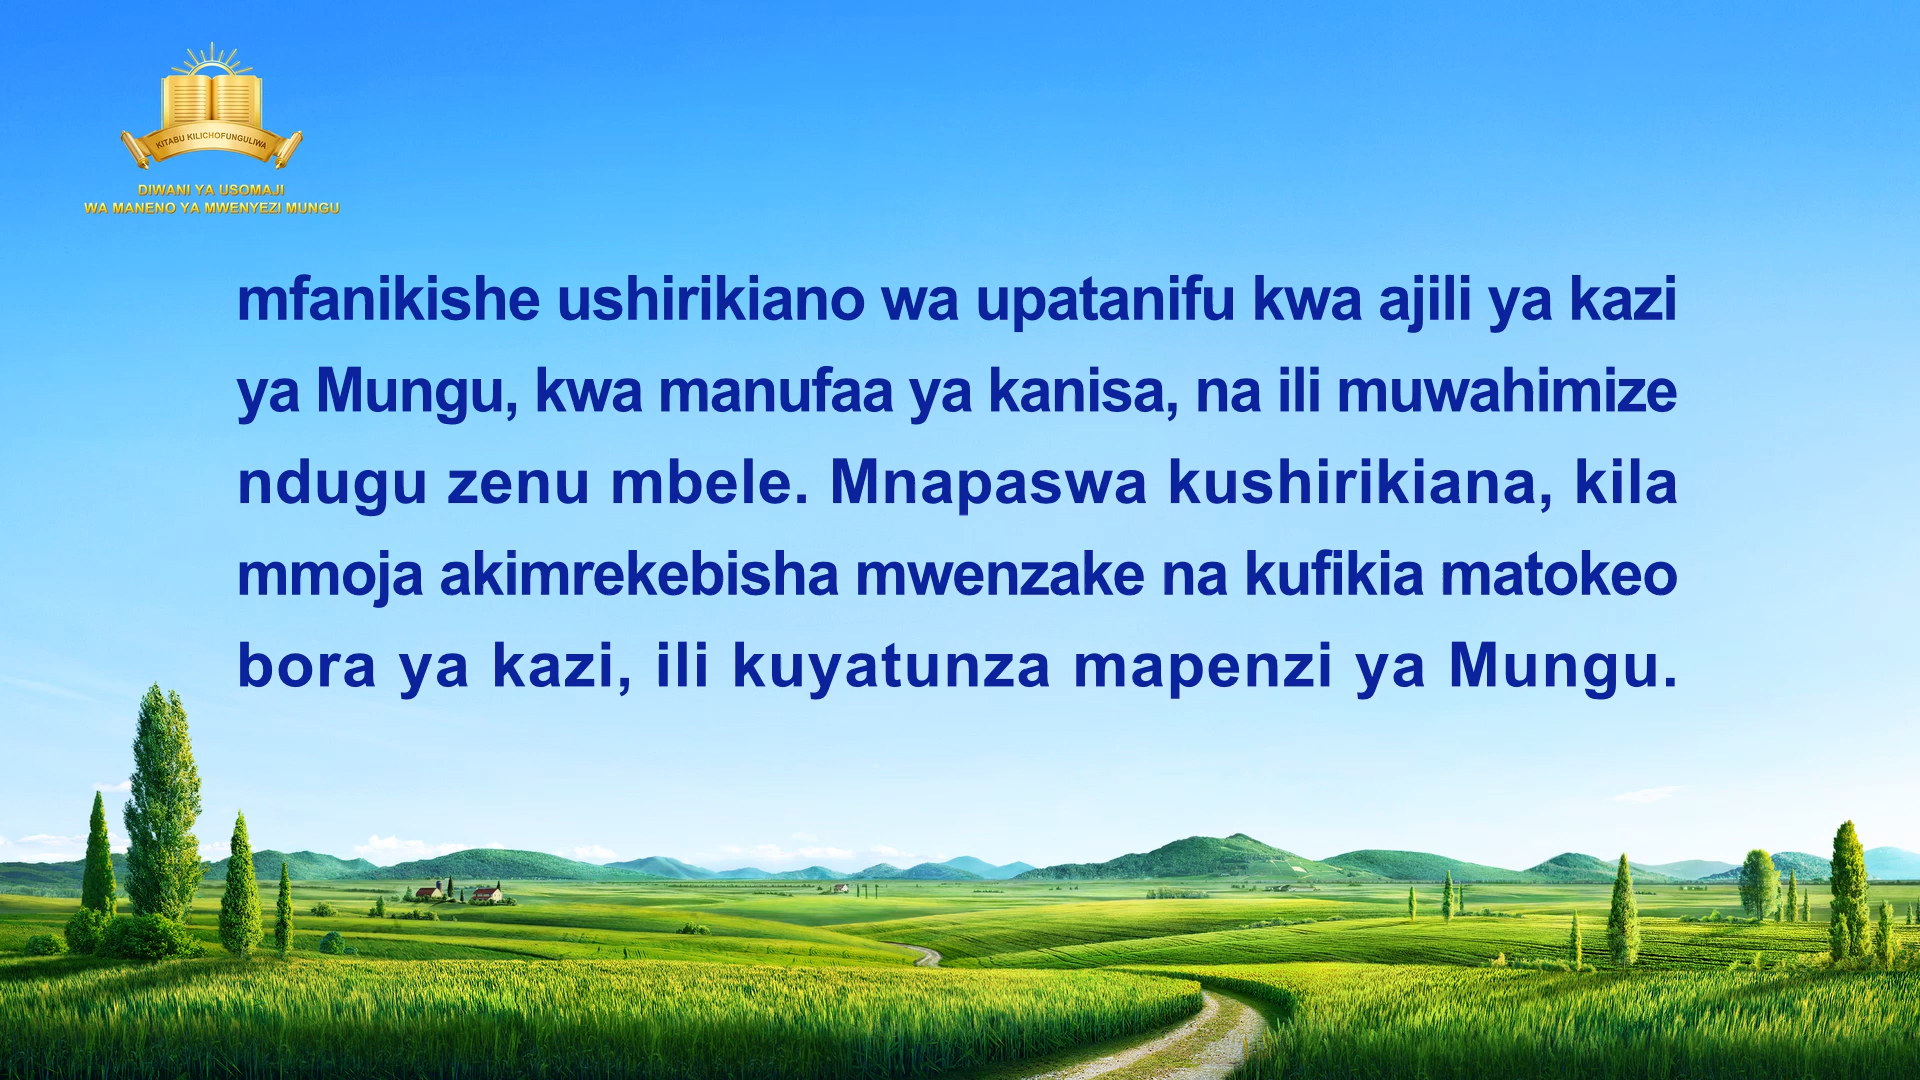 KITABU KILICHOFUNGULIWA
DIWANI YA USOMAJI
WA MANENO YA MWENYEZI MUNGU
mfanikishe ushirikiano wa upatanifu kwa ajili ya kazi
ya Mungu, kwa manufaa ya kanisa, na ili muwahimize
ndugu zenu mbele. Mnapaswa kushirikiana, kila
mmoja akimrekebisha mwenzake na kufikia matokeo
bora ya kazi, ili kuyatunza mapenzi ya Mungu.